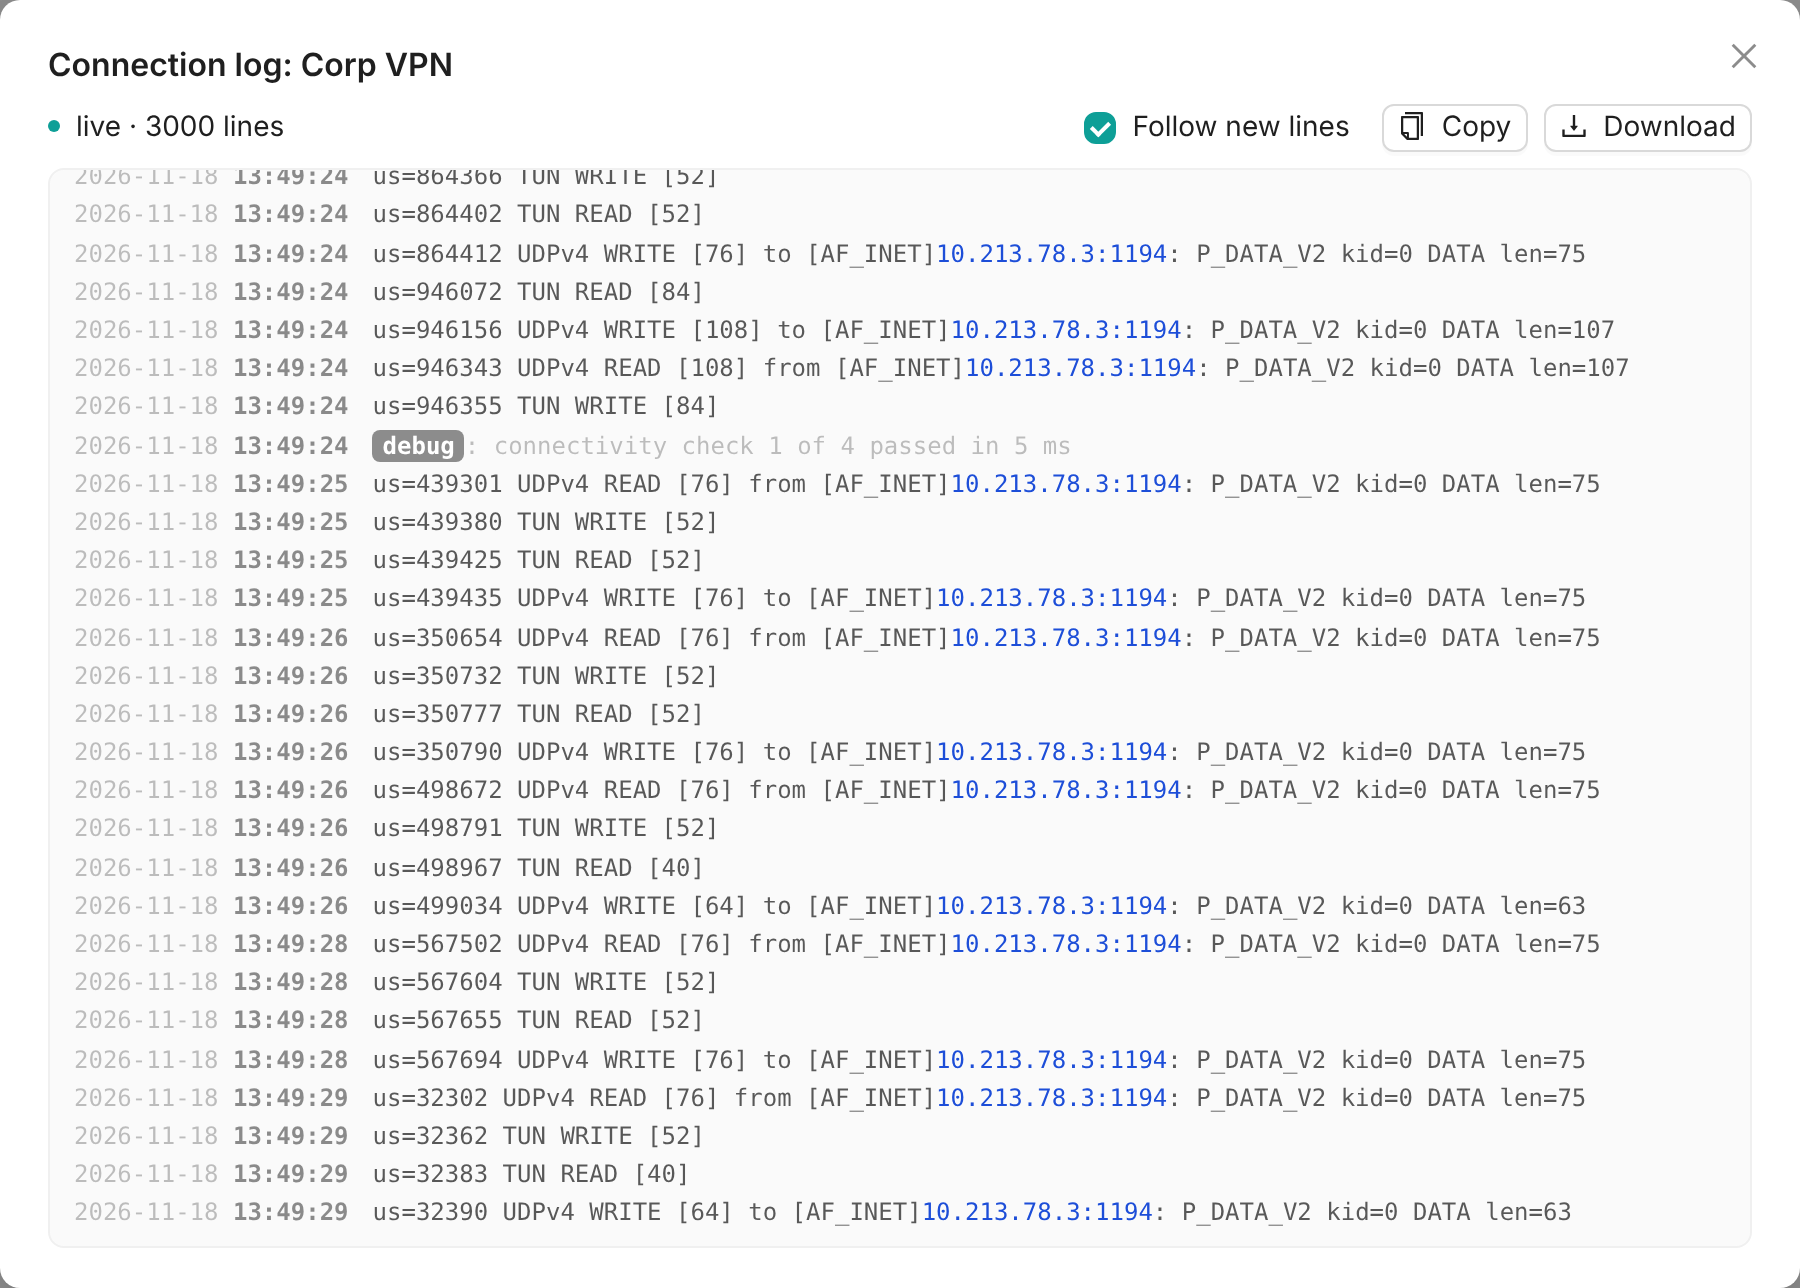 Connection log: Corp VPN
live · 3000 lines
Follow new lines
Copy
Download
2026-11-18 13:49:24 us=864366 TUN WRITE [52]
2026-11-18 13:49:24 us=864402 TUN READ [52]
2026-11-18 13:49:24 us=864412 UDPv4 WRITE [76] to [AF_INET]10.213.78.3:1194: P_DATA_V2 kid=0 DATA len=75
2026-11-18 13:49:24 us=946072 TUN READ [84]
2026-11-18 13:49:24 us=946156 UDPv4 WRITE [108] to [AF_INET]10.213.78.3:1194: P_DATA_V2 kid=0 DATA len=107
2026-11-18 13:49:24 us=946343 UDPv4 READ [108] from [AF_INET]10.213.78.3:1194: P_DATA_V2 kid=0 DATA len=107
2026-11-18 13:49:24 us=946355 TUN WRITE [84]
2026-11-18 13:49:24 debug: connectivity check 1 of 4 passed in 5 ms
2026-11-18 13:49:25 us=439301 UDPv4 READ [76] from [AF_INET]10.213.78.3:1194: P_DATA_V2 kid=0 DATA len=75
2026-11-18 13:49:25 us=439380 TUN WRITE [52]
2026-11-18 13:49:25 us=439425 TUN READ [52]
2026-11-18 13:49:25 us=439435 UDPv4 WRITE [76] to [AF_INET]10.213.78.3:1194: P_DATA_V2 kid=0 DATA len=75
2026-11-18 13:49:26 us=350654 UDPv4 READ [76] from [AF_INET]10.213.78.3:1194: P_DATA_V2 kid=0 DATA len=75
2026-11-18 13:49:26 us=350732 TUN WRITE [52]
2026-11-18 13:49:26 us=350777 TUN READ [52]
2026-11-18 13:49:26 us=350790 UDPv4 WRITE [76] to [AF_INET]10.213.78.3:1194: P_DATA_V2 kid=0 DATA len=75
2026-11-18 13:49:26 us=498672 UDPv4 READ [76] from [AF_INET]10.213.78.3:1194: P_DATA_V2 kid=0 DATA len=75
2026-11-18 13:49:26 us=498791 TUN WRITE [52]
2026-11-18 13:49:26 us=498967 TUN READ [40]
2026-11-18 13:49:26 us=499034 UDPv4 WRITE [64] to [AF_INET]10.213.78.3:1194: P_DATA_V2 kid=0 DATA len=63
2026-11-18 13:49:28 us=567502 UDPv4 READ [76] from [AF_INET]10.213.78.3:1194: P_DATA_V2 kid=0 DATA len=75
2026-11-18 13:49:28 us=567604 TUN WRITE [52]
2026-11-18 13:49:28 us=567655 TUN READ [52]
2026-11-18 13:49:28 us=567694 UDPv4 WRITE [76] to [AF_INET]10.213.78.3:1194: P_DATA_V2 kid=0 DATA len=75
2026-11-18 13:49:29 us=32302 UDPv4 READ [76] from [AF_INET]10.213.78.3:1194: P_DATA_V2 kid=0 DATA len=75
2026-11-18 13:49:29 us=32362 TUN WRITE [52]
2026-11-18 13:49:29 us=32383 TUN READ [40]
2026-11-18 13:49:29 us=32390 UDPv4 WRITE [64] to [AF_INET]10.213.78.3:1194: P_DATA_V2 kid=0 DATA len=63